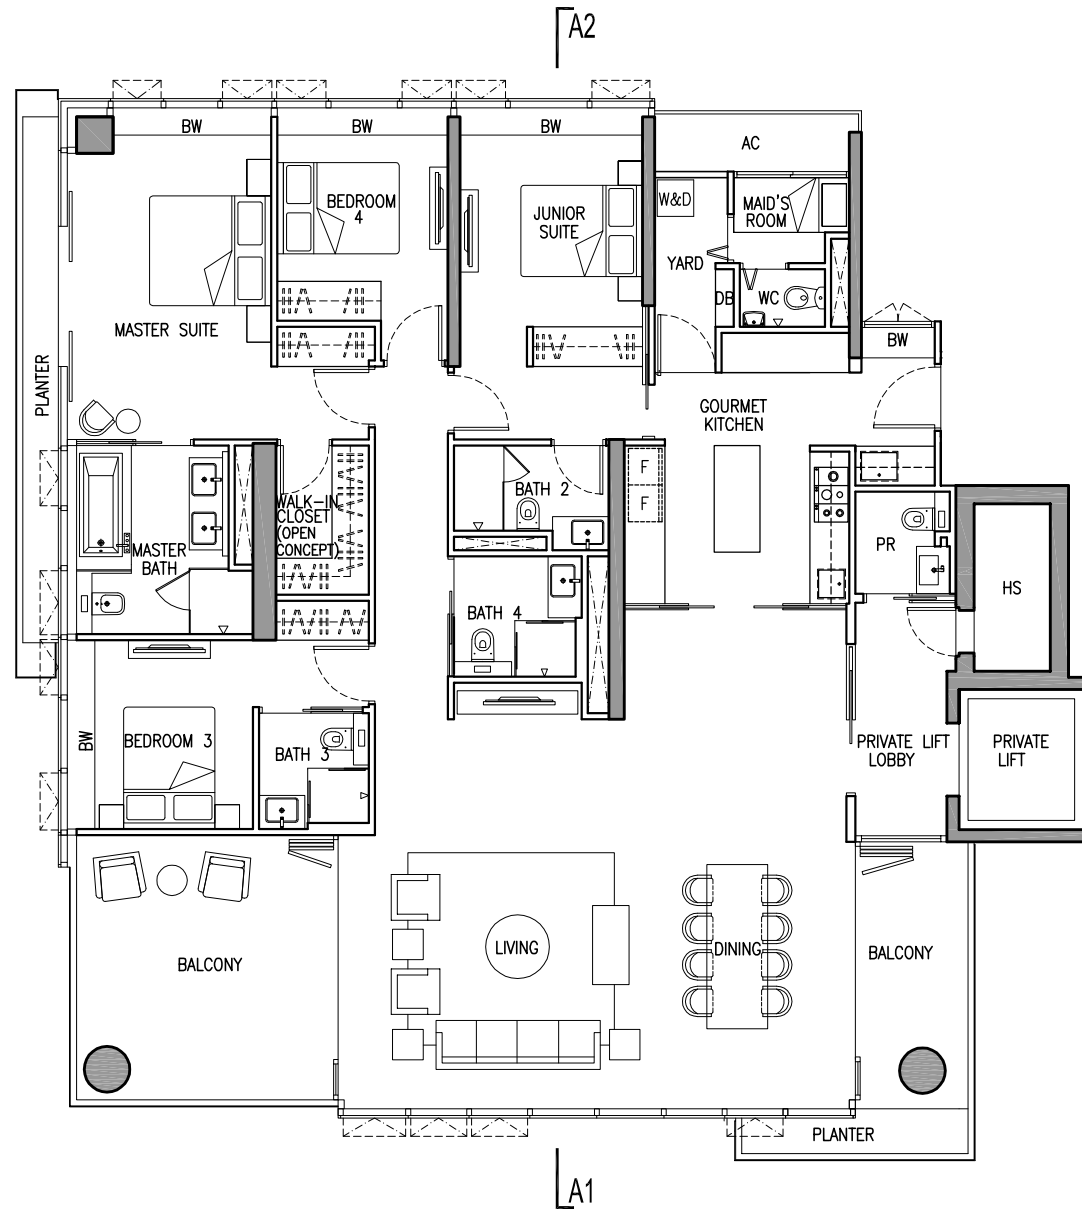 A2
BW
BW
BW
AC
BEDROOM
4
JUNIOR
SUITE
W&D
MAID'S
ROOM
YARD
DB
WC
MASTER SUITE
BW
PLANTER
GOURMET
KITCHEN
F
F
BATH 2
WALK-IN
CLOSET
(OPEN
CONCEPT)
MASTER
BATH
PR
HS
BATH 4
BW
BEDROOM 3
BATH 3
PRIVATE LIFT
LOBBY
PRIVATE
LIFT
LIVING
DINING
BALCONY
BALCONY
PLANTER
A1